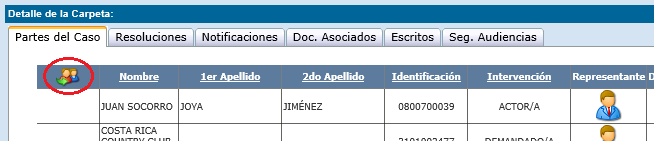 Detalle de la Carpeta:
Partes del Caso Resoluciones Notificaciones Doc. Asociados Escritos Seg. Audiencias
Nombre 1er Apellido 2do Apellido Identificación Intervención Representante D
JUAN SOCORRO JOYA JIMÉNEZ 0800700039 ACTOR/A
COSTA RICA
COUNTRY CLUB 3101002477 DEMANDADO/A